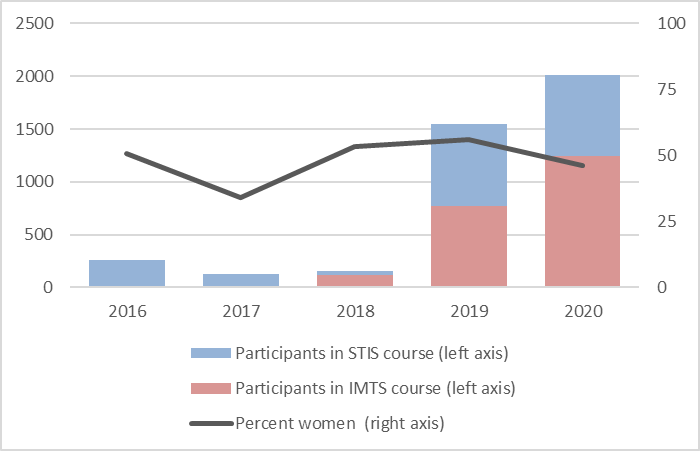 2500 100
2000 75
1500 50
1000
500 25
0 0
2016 2017 2018 2019 2020
Participants in STIS course (left axis)
Participants in IMTS course (left axis)
Percent women (right axis)